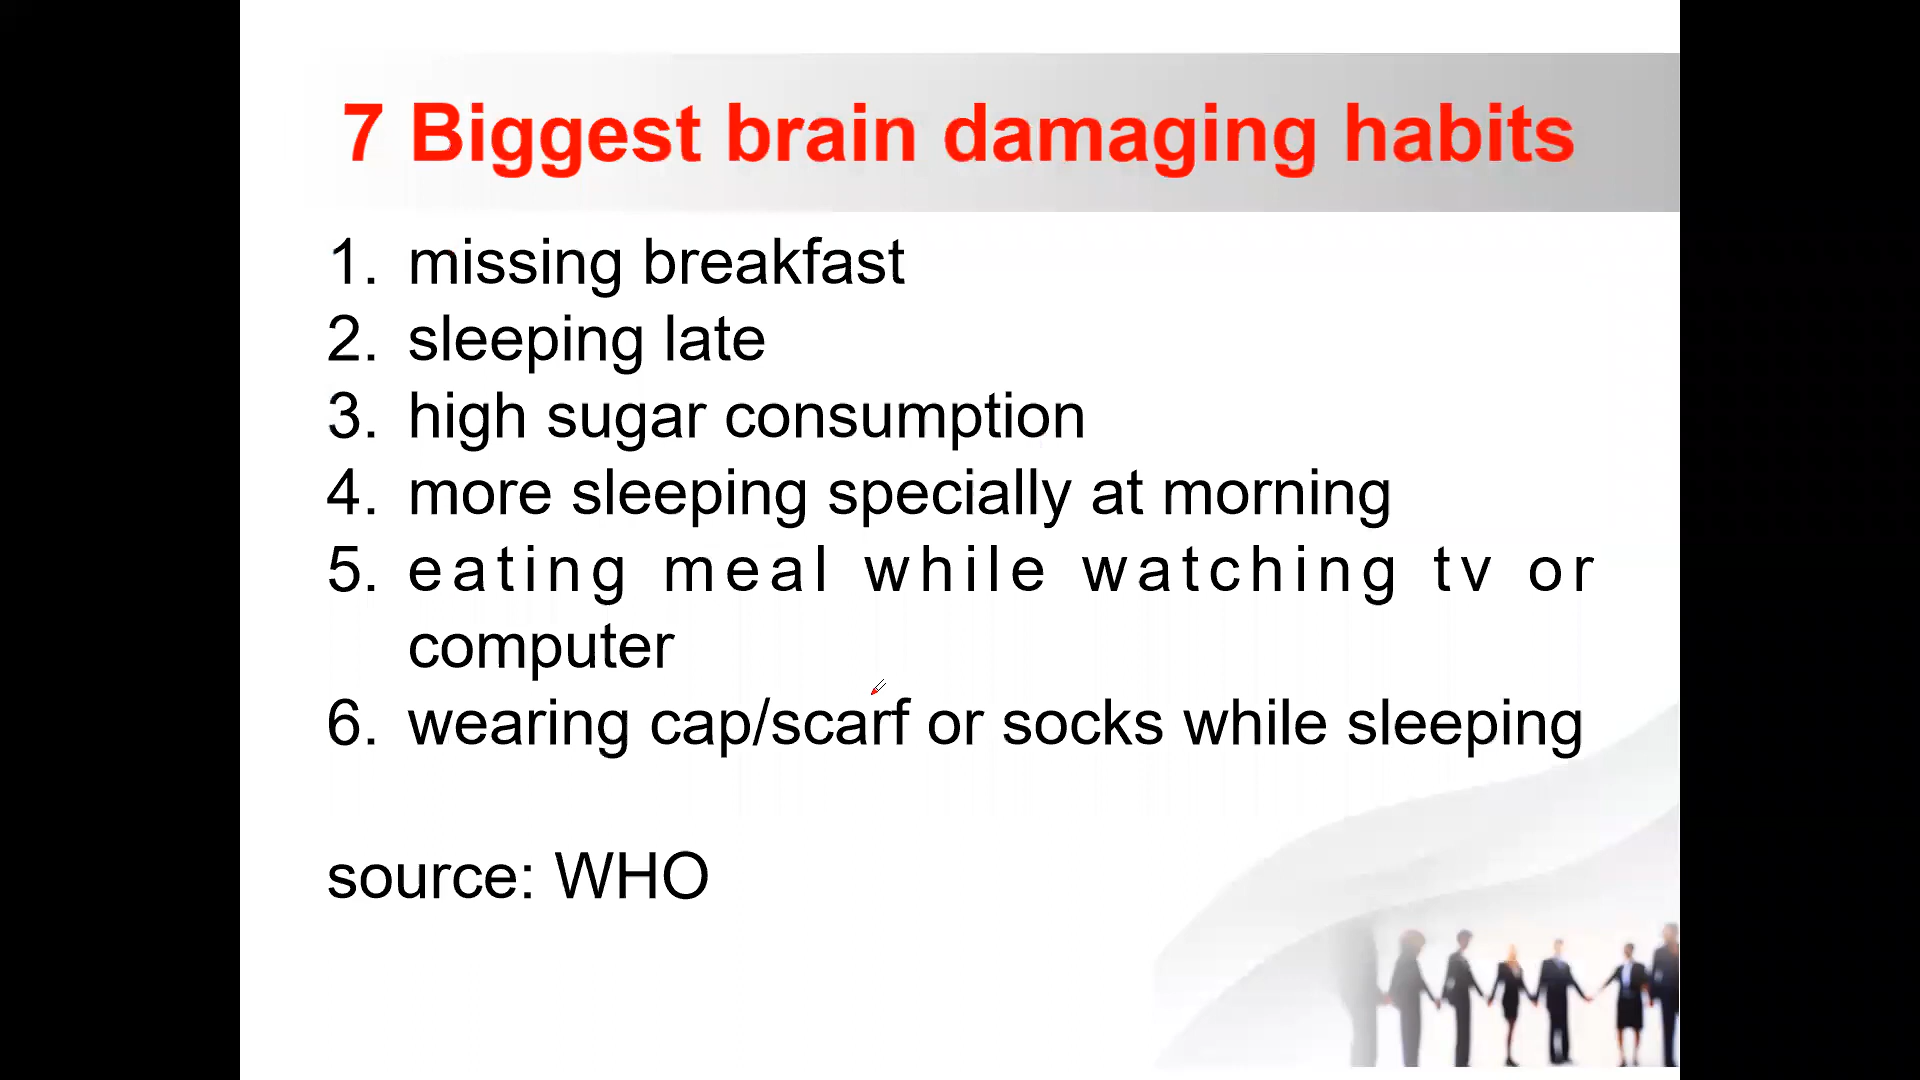 7 Biggest brain damaging habits
1. missing breakfast
2. sleeping late
3. high sugar consumption
4. more sleeping specially at morning
5. eating meal while watching tv or
computer
6. wearing cap/scarf or socks while sleeping
source: WHO